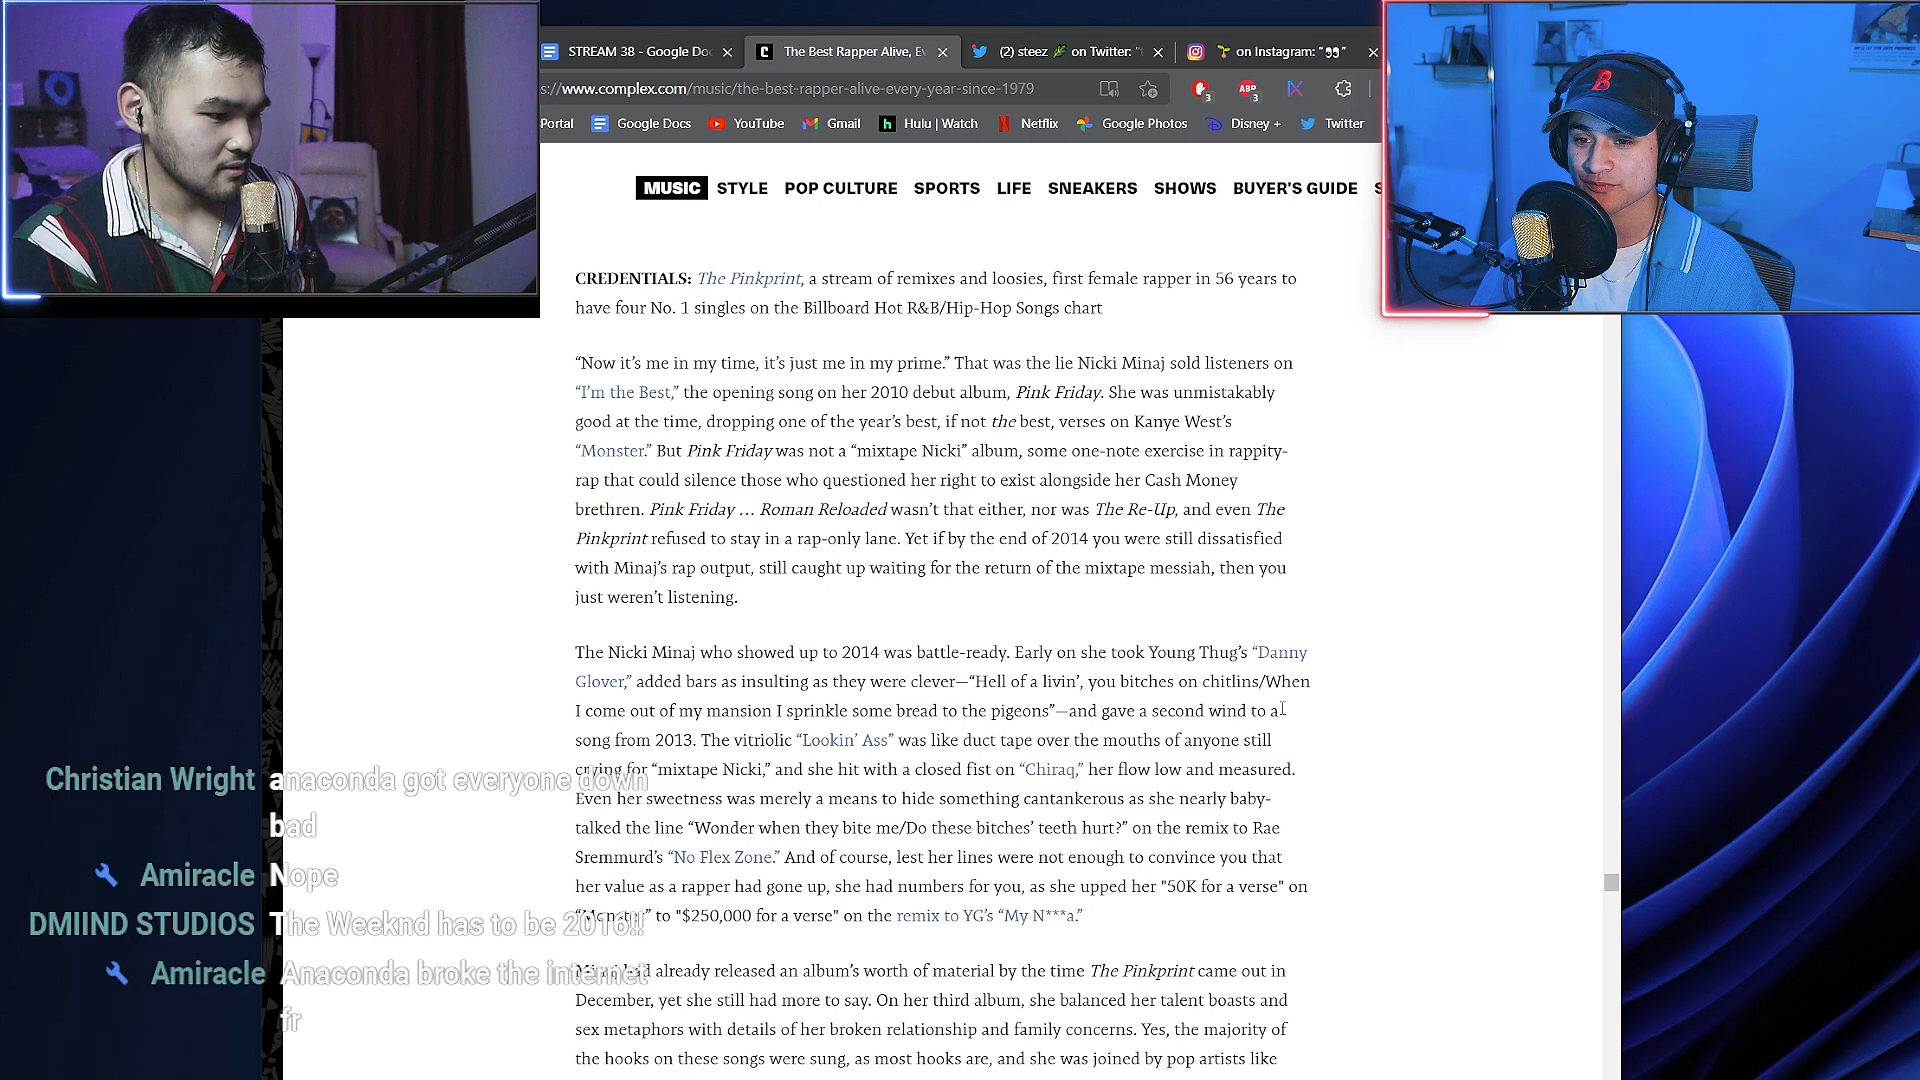 STREAM 38 - Google Do
The Best Rapper Alive, Ev
(2) steez on Twitter: "
on Instagram: "
s://www.complex.com/music/the-best-rapper-alive-every-year-since-1979
3
ABP
3
Portal
Google Docs
YouTube
Gmail
Hulu | Watch
Netflix
Google Photos
Disney +
Twitter
B
MUSIC
STYLE
POP CULTURE
SPORTS
LIFE
SNEAKERS
SHOWS
BUYER'S GUIDE
CREDENTIALS: The Pinkprint, a stream of remixes and loosies, first female rapper in 56 years to
have four No. 1 singles on the Billboard Hot R&B/Hip-Hop Songs chart
“Now it’s me in my time, it’s just me in my prime.” That was the lie Nicki Minaj sold listeners on
“I’m the Best,” the opening song on her 2010 debut album, Pink Friday. She was unmistakably
good at the time, dropping one of the year’s best, if not the best, verses on Kanye West’s
“Monster.” But Pink Friday was not a “mixtape Nicki” album, some one-note exercise in rappity-
rap that could silence those who questioned her right to exist alongside her Cash Money
brethren. Pink Friday … Roman Reloaded wasn’t that either, nor was The Re-Up, and even The
Pinkprint refused to stay in a rap-only lane. Yet if by the end of 2014 you were still dissatisfied
with Minaj’s rap output, still caught up waiting for the return of the mixtape messiah, then you
just weren’t listening.
The Nicki Minaj who showed up to 2014 was battle-ready. Early on she took Young Thug’s “Danny
Glover,” added bars as insulting as they were clever—“Hell of a livin’, you bitches on chitlins/When
I come out of my mansion I sprinkle some bread to the pigeons”—and gave a second wind to a
song from 2013. The vitriolic “Lookin’ Ass” was like duct tape over the mouths of anyone still
crying for “mixtape Nicki,” and she hit with a closed fist on “Chiraq,” her flow low and measured.
Even her sweetness was merely a means to hide something cantankerous as she nearly baby-
talked the line “Wonder when they bite me/Do these bitches’ teeth hurt?” on the remix to Rae
Sremmurd’s “No Flex Zone.” And of course, lest her lines were not enough to convince you that
her value as a rapper had gone up, she had numbers for you, as she upped her "50K for a verse" on
“Monster” to "$250,000 for a verse" on the remix to YG’s “My N***a.”
Minaj had already released an album’s worth of material by the time The Pinkprint came out in
December, yet she still had more to say. On her third album, she balanced her talent boasts and
sex metaphors with details of her broken relationship and family concerns. Yes, the majority of
the hooks on these songs were sung, as most hooks are, and she was joined by pop artists like
Christian Wright anaconda got everyone down
bad
Amiracle Nope
DMIIND STUDIOS The Weeknd has to be 2016!!
Amiracle Anaconda broke the internet
fr